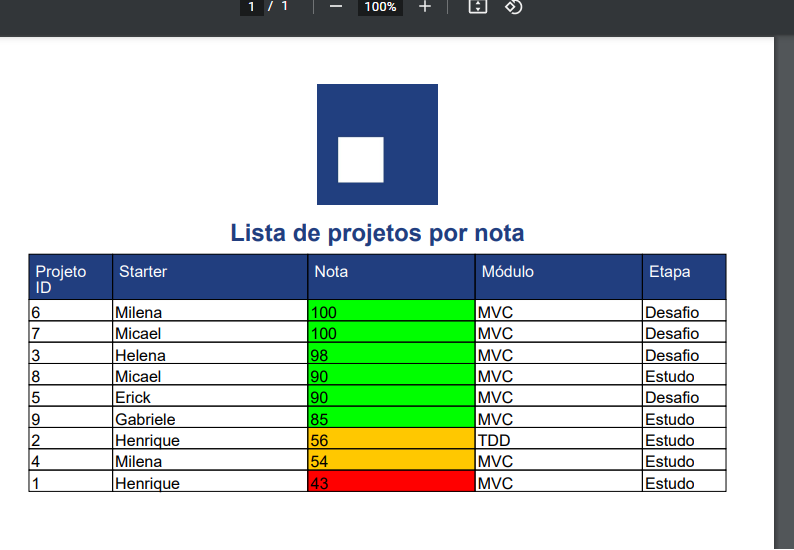 1 / 1 100%
Lista de projetos por nota
Projeto ID Starter Nota Módulo Etapa
6 Milena 100 MVC Desafio
7 Micael 100 MVC Desafio
3 Helena 98 MVC Desafio
8 Micael 90 MVC Estudo
5 Erick 90 MVC Desafio
9 Gabriele 85 MVC Estudo
2 Henrique 56 TDD Estudo
4 Milena 54 MVC Estudo
1 Henrique 43 MVC Estudo